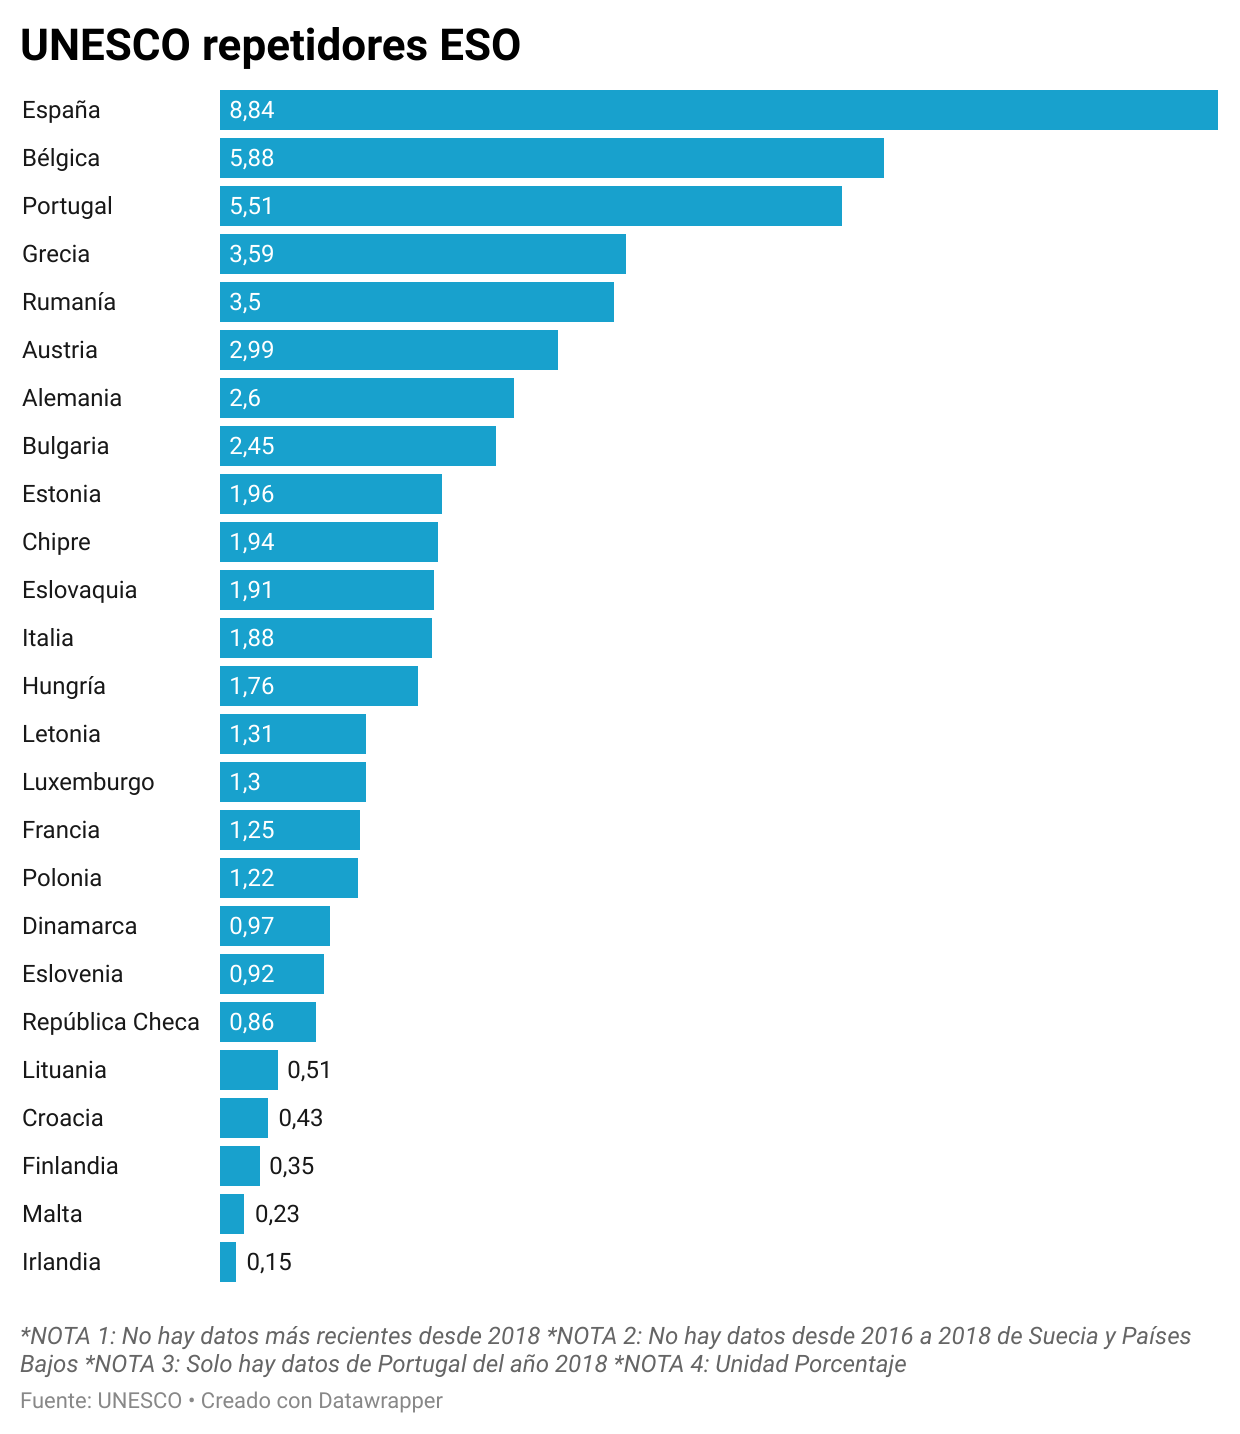 UNESCO repetidores ESO
España 8,84
Bélgica 5,88
Portugal 5,51
Grecia 3,59
Rumanía 3,5
Austria 2,99
Alemania 2,6
Bulgaria 2,45
Estonia 1,96
Chipre 1,94
Eslovaquia 1,91
Italia 1,88
Hungría 1,76
Letonia 1,31
Luxemburgo 1,3
Francia 1,25
Polonia 1,22
Dinamarca 0,97
Eslovenia 0,92
República Checa 0,86
Lituania 0,51
Croacia 0,43
Finlandia 0,35
Malta 0,23
Irlandia 0,15
*NOTA 1: No hay datos más recientes desde 2018 *NOTA 2: No hay datos desde 2016 a 2018 de Suecia y Países
Bajos *NOTA 3: Solo hay datos de Portugal del año 2018 *NOTA 4: Unidad Porcentaje
Fuente: UNESCO • Creado con Datawrapper